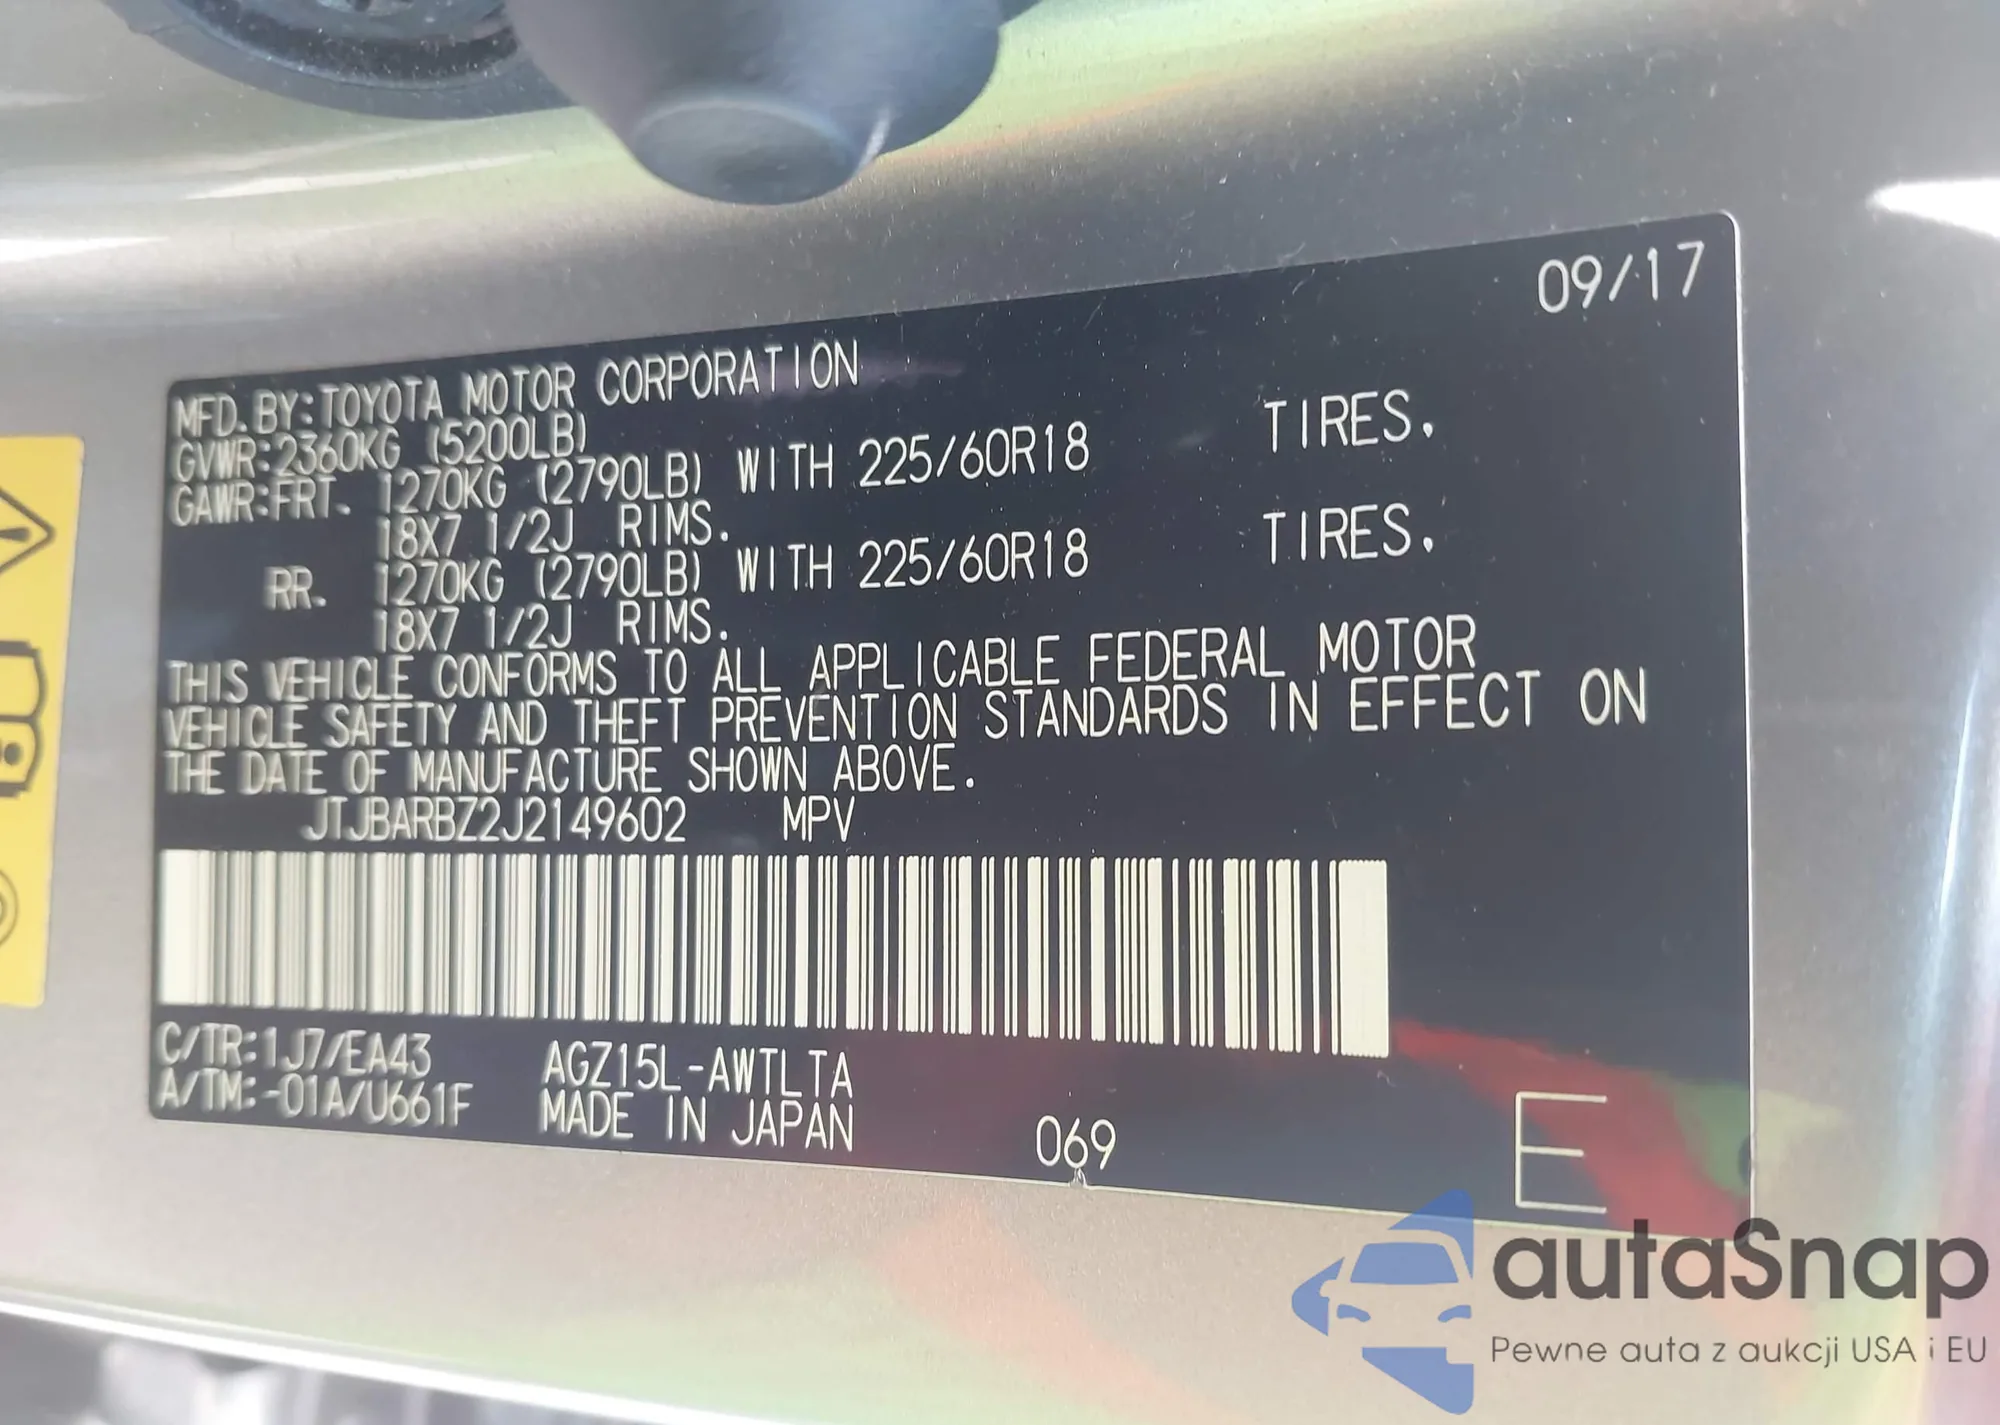 09/17
MFD. BY:TOYOTA MOTOR CORPORATION
GVWR:2360KG (5200LB)
GAWR:FRT. 1270KG (2790LB) WITH 225/60R18 TIRES.
18X7 1/2J RIMS.
RR. 1270KG (2790LB) WITH 225/60R18 TIRES.
18X7 1/2J RIMS.
THIS VEHICLE CONFORMS TO ALL APPLICABLE FEDERAL MOTOR
VEHICLE SAFETY AND THEFT PREVENTION STANDARDS IN EFFECT ON
THE DATE OF MANUFACTURE SHOWN ABOVE.
JTJBARBZ2J2149602 MPV
C/TR:1J7/EA43 AGZ15L-AWTLTA
A/TM:-01A/U661F MADE IN JAPAN
069
E
autaSnap
Pewne auta z aukcji USA i EU